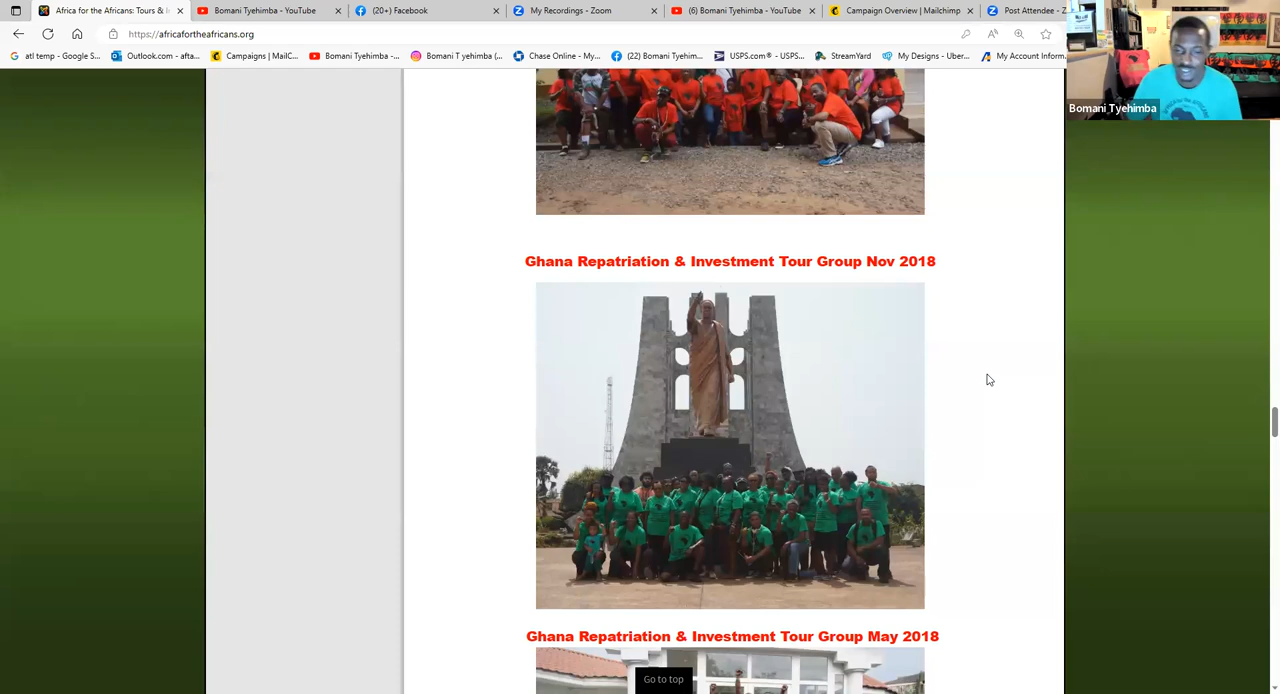 Africa for the Africans: Tours & I
Bomani Tyehimba - YouTube
(20+) Facebook
My Recordings - Zoom
(6) Bomani Tyehimba - YouTube
Campaign Overview | Mailchimp
Post Attendee - Z
https://africafortheafricans.org
atl temp - Google S...
Outlook.com - afta...
Campaigns | MailC...
Bomani Tyehimba -...
Bomani T yehimba (...
Chase Online - My...
(22) Bomani Tyehim...
USPS.com® - USPS...
StreamYard
My Designs - Uber...
My Account Inform.
Bomani Tyehimba
Ghana Repatriation & Investment Tour Group Nov 2018
Ghana Repatriation & Investment Tour Group May 2018
Go to top